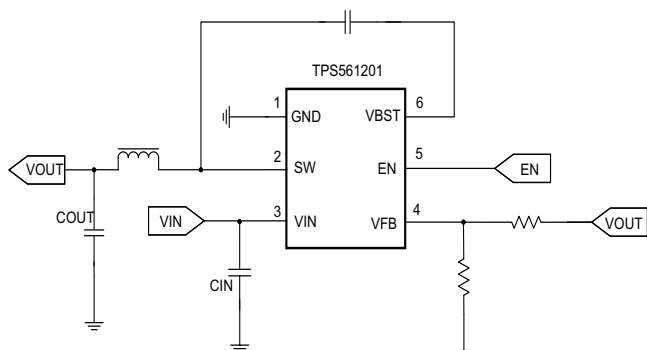 TPS561201
1
GND
VBST
6
VOUT
2
SW
EN
5
EN
COUT
VIN
3
VIN
VFB
4
VOUT
CIN